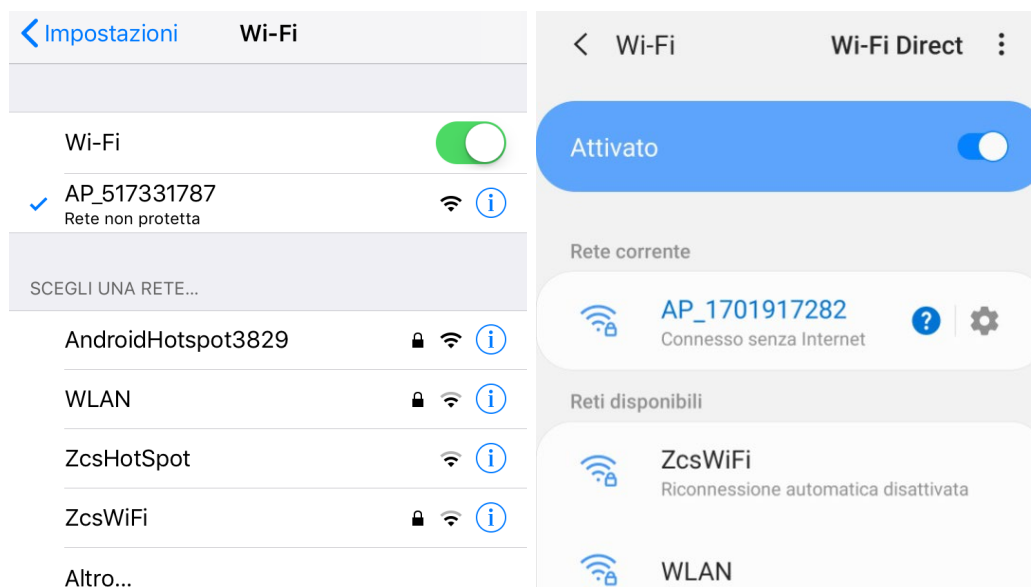 Impostazioni Wi-Fi
Wi-Fi
AP_517331787
Rete non protetta
SCEGLI UNA RETE...
AndroidHotspot3829
WLAN
ZcsHotSpot
ZcsWiFi
Altro...
Wi-Fi Wi-Fi Direct
Attivato
Rete corrente
AP_1701917282
Connesso senza Internet
Reti disponibili
ZcsWiFi
Riconnessione automatica disattivata
WLAN